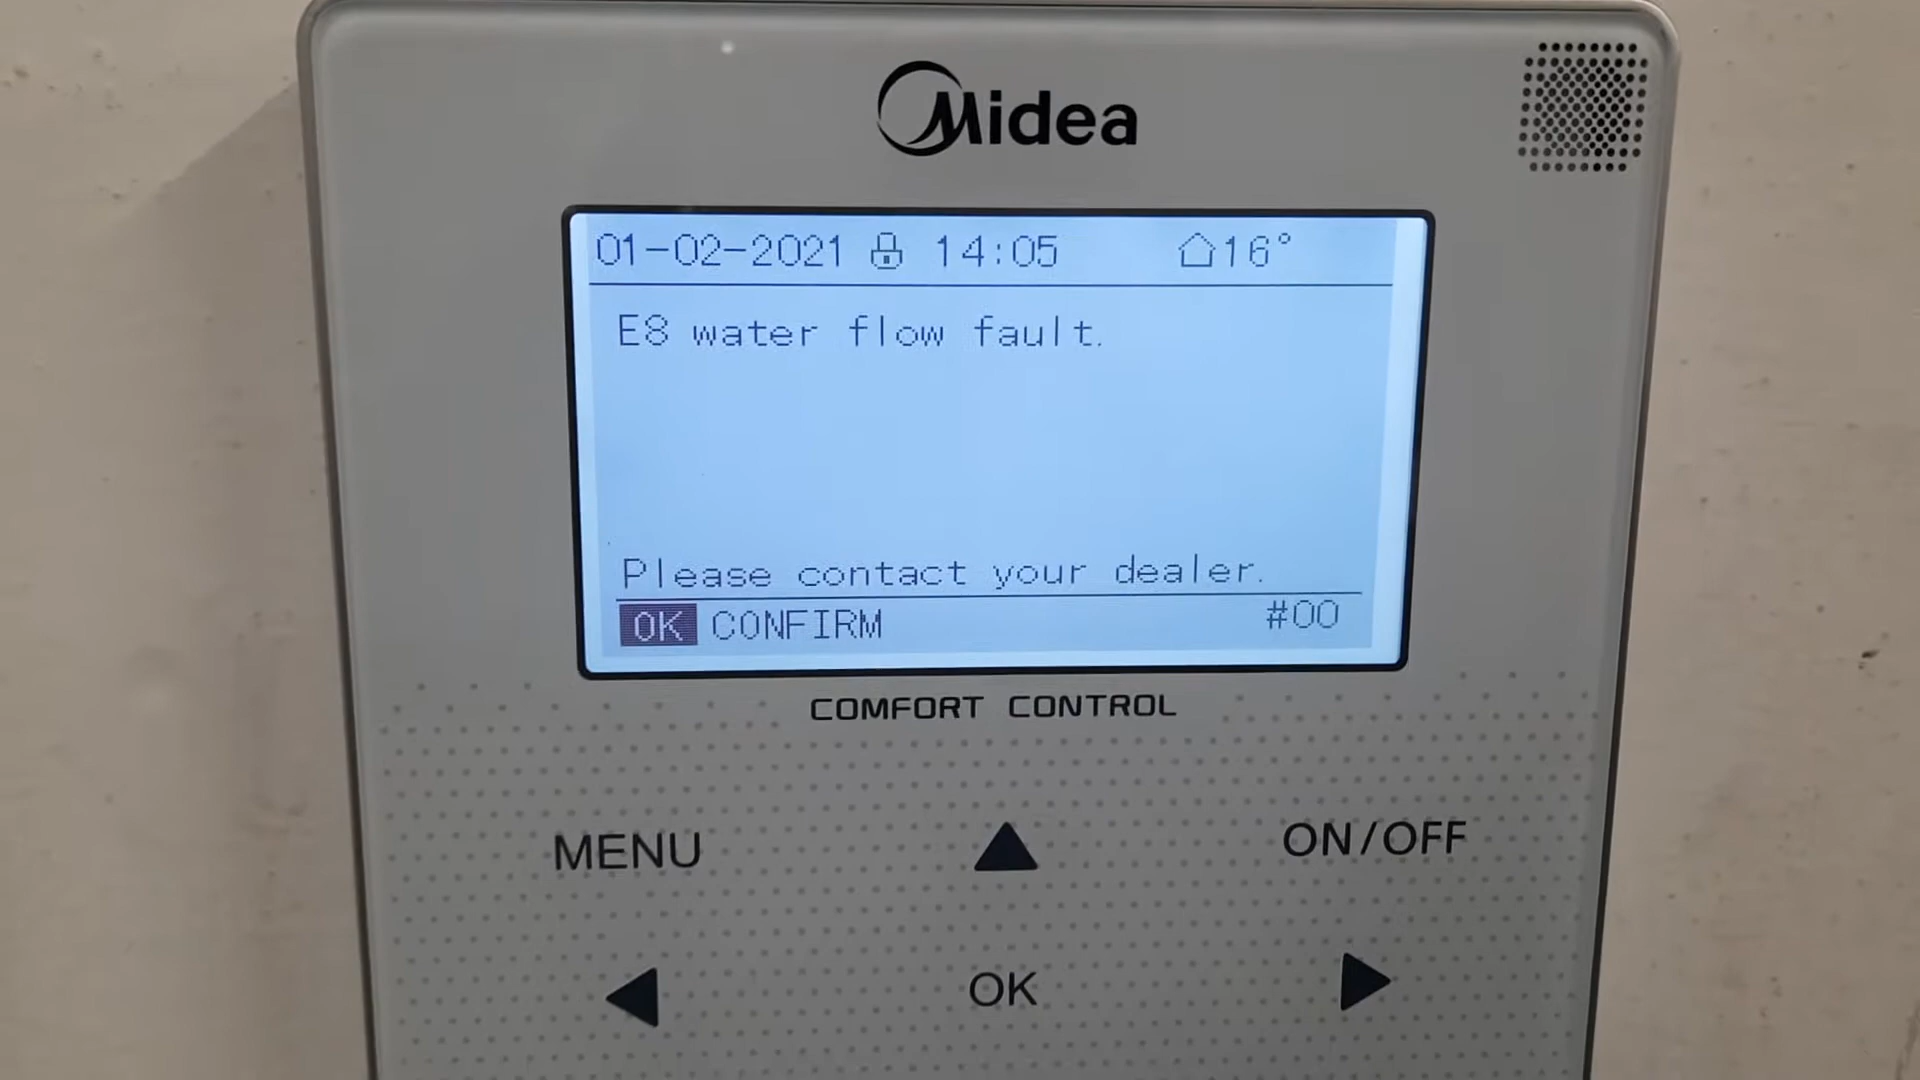 Midea
01-02-2021 14:05 16°
E8 water flow fault.
Please contact your dealer.
OK CONFIRM #00
COMFORT CONTROL
MENU ON/OFF
OK